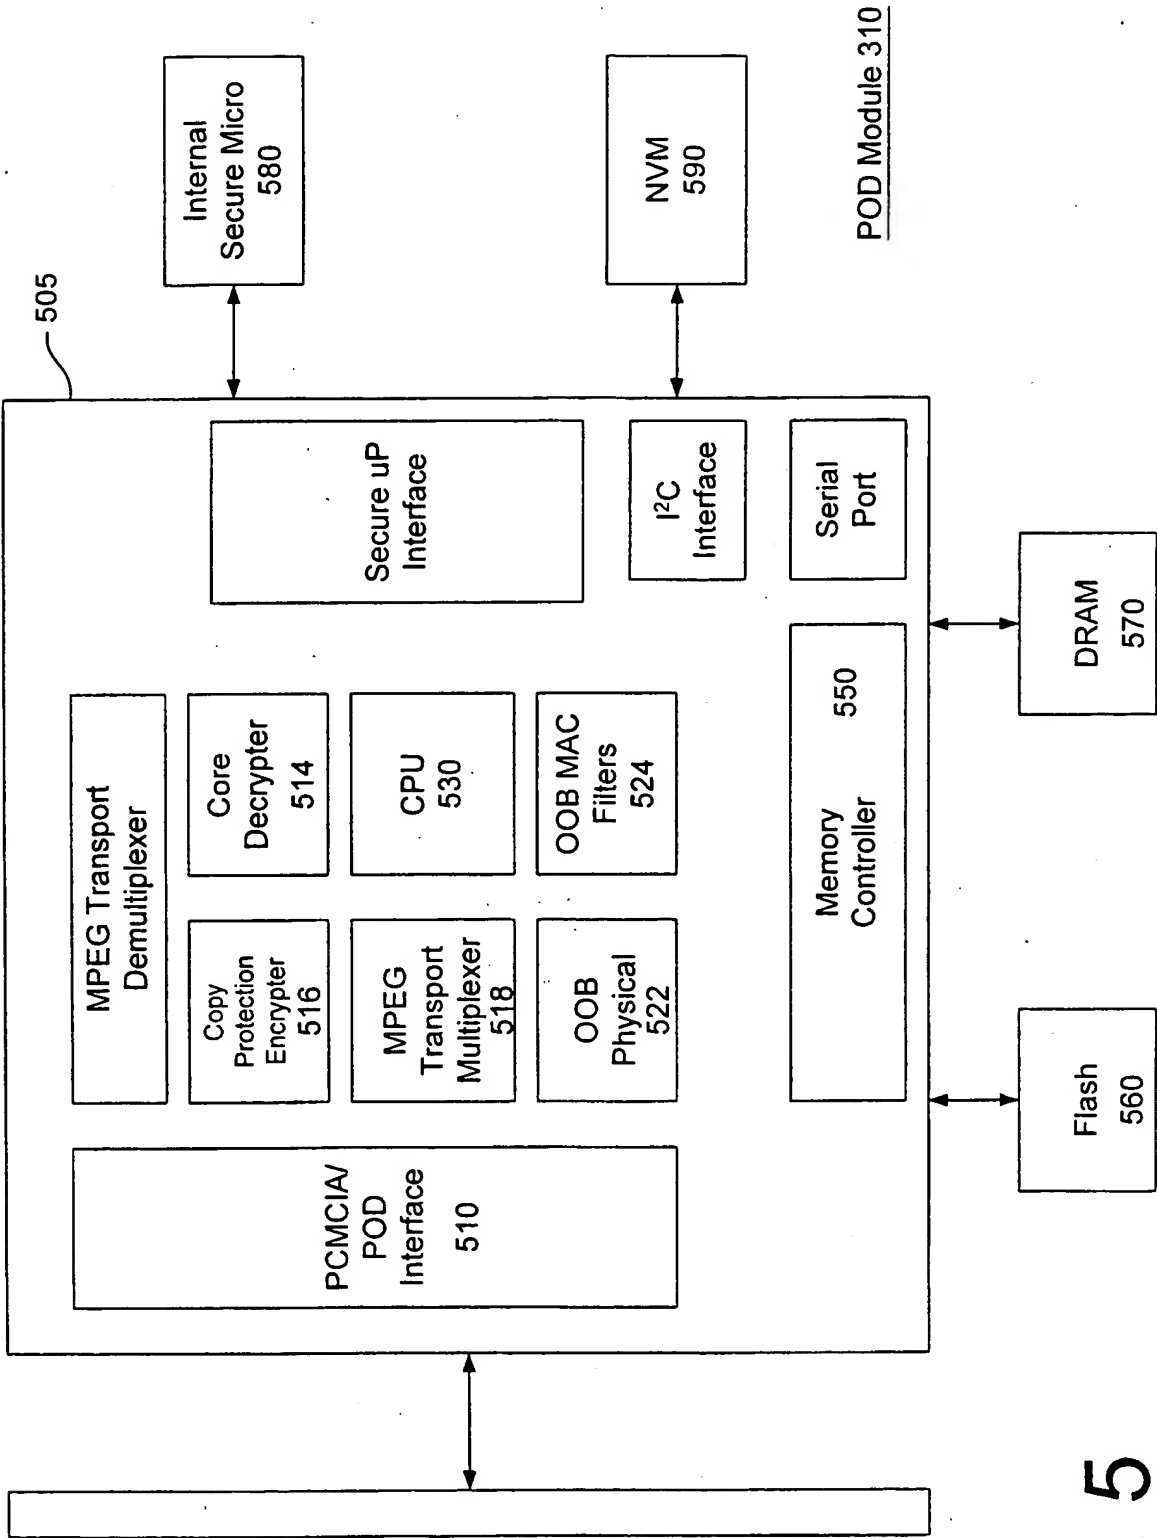 505
MPEG Transport
Demultiplexer
PCMCIA/
POD
Interface
510
Copy
Protection
Encrypter
516
Core
Decrypter
514
MPEG
Transport
Multiplexer
518
CPU
530
OOB
Physical
522
OOB MAC
Filters
524
Secure uP
Interface
I²C
Interface
Serial
Port
Memory
Controller
550
Internal
Secure Micro
580
NVM
590
Flash
560
DRAM
570
POD Module 310
5